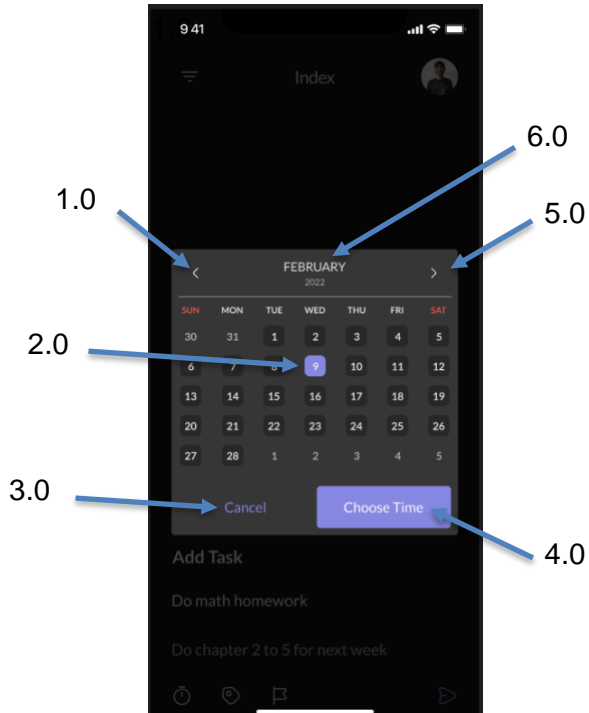 9 41
Index
6.0
1.0
5.0
FEBRUARY
2022
SUN MON TUE WED THU FRI SAT
30 31 1 2 3 4 5
2.0
6 7 8 9 10 11 12
13 14 15 16 17 18 19
20 21 22 23 24 25 26
27 28 1 2 3 4 5
3.0
Cancel Choose Time
4.0
Add Task
Do math homework
Do chapter 2 to 5 for next week